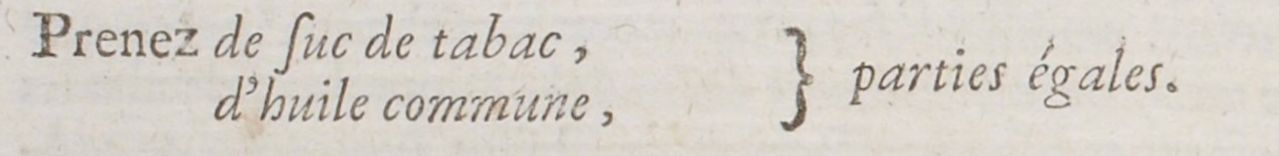 Prenez de ſuc de tabac,
d'huile commune, } parties égales.